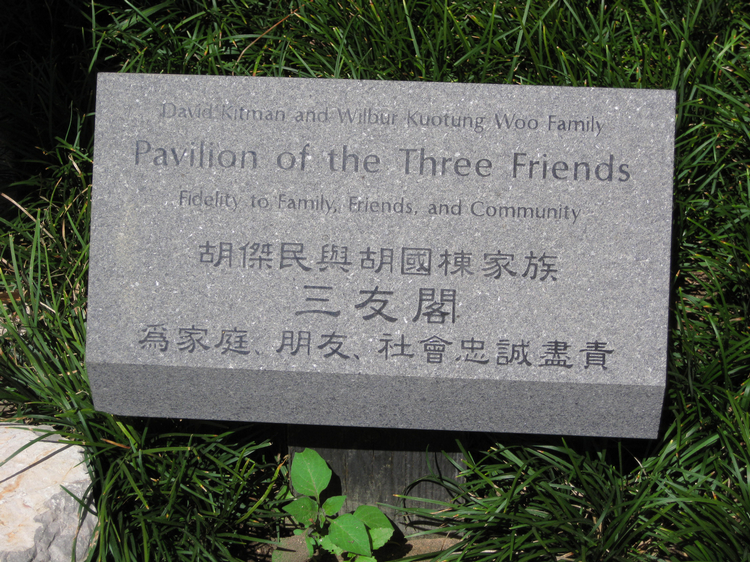 David Kitman and Wilbur Kuotung Woo Family
Pavilion of the Three Friends
Fidelity to Family, Friends, and Community
胡傑民與胡國棟家族
三友閣
為家庭、朋友、社會忠誠盡責